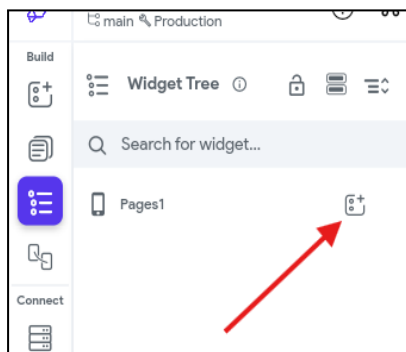 main Production
Build
Widget Tree
Search for widget...
Pages1
Connect